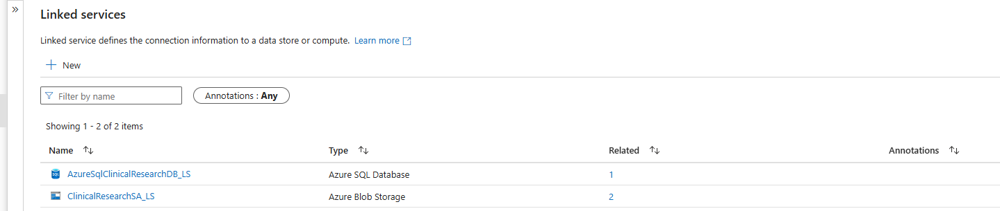 »
Linked services
Linked service defines the connection information to a data store or compute. Learn more
New
Filter by name
Annotations : Any
Showing 1 - 2 of 2 items
Name Type Related Annotations
SQL AzureSqlClinicalResearchDB_LS Azure SQL Database 1
ClinicalResearchSA_LS Azure Blob Storage 2